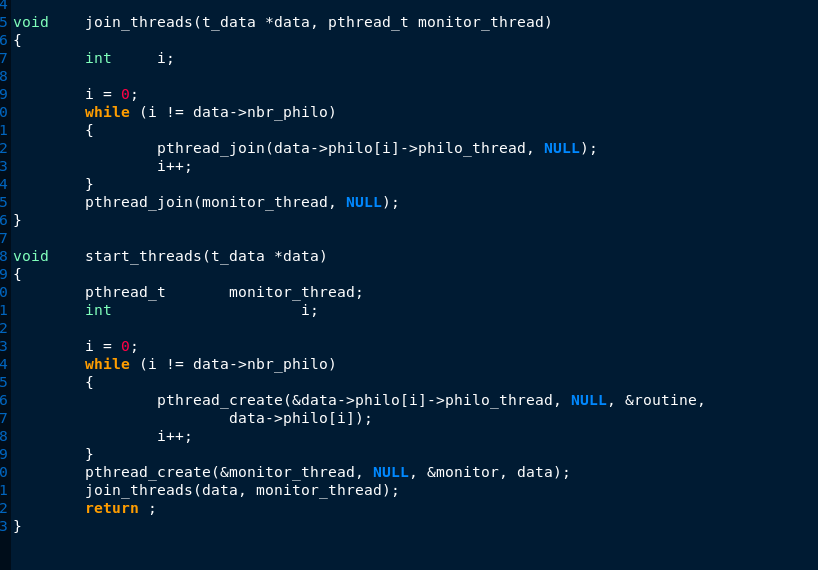 4
5 void    join_threads(t_data *data, pthread_t monitor_thread)
6 {
7         int     i;
8
9         i = 0;
0         while (i != data->nbr_philo)
1         {
2                 pthread_join(data->philo[i]->philo_thread, NULL);
3                 i++;
4         }
5         pthread_join(monitor_thread, NULL);
6 }
7
8 void    start_threads(t_data *data)
9 {
0         pthread_t       monitor_thread;
1         int                     i;
2
3         i = 0;
4         while (i != data->nbr_philo)
5         {
6                 pthread_create(&data->philo[i]->philo_thread, NULL, &routine,
7                         data->philo[i]);
8                 i++;
9         }
0         pthread_create(&monitor_thread, NULL, &monitor, data);
1         join_threads(data, monitor_thread);
2         return ;
3 }